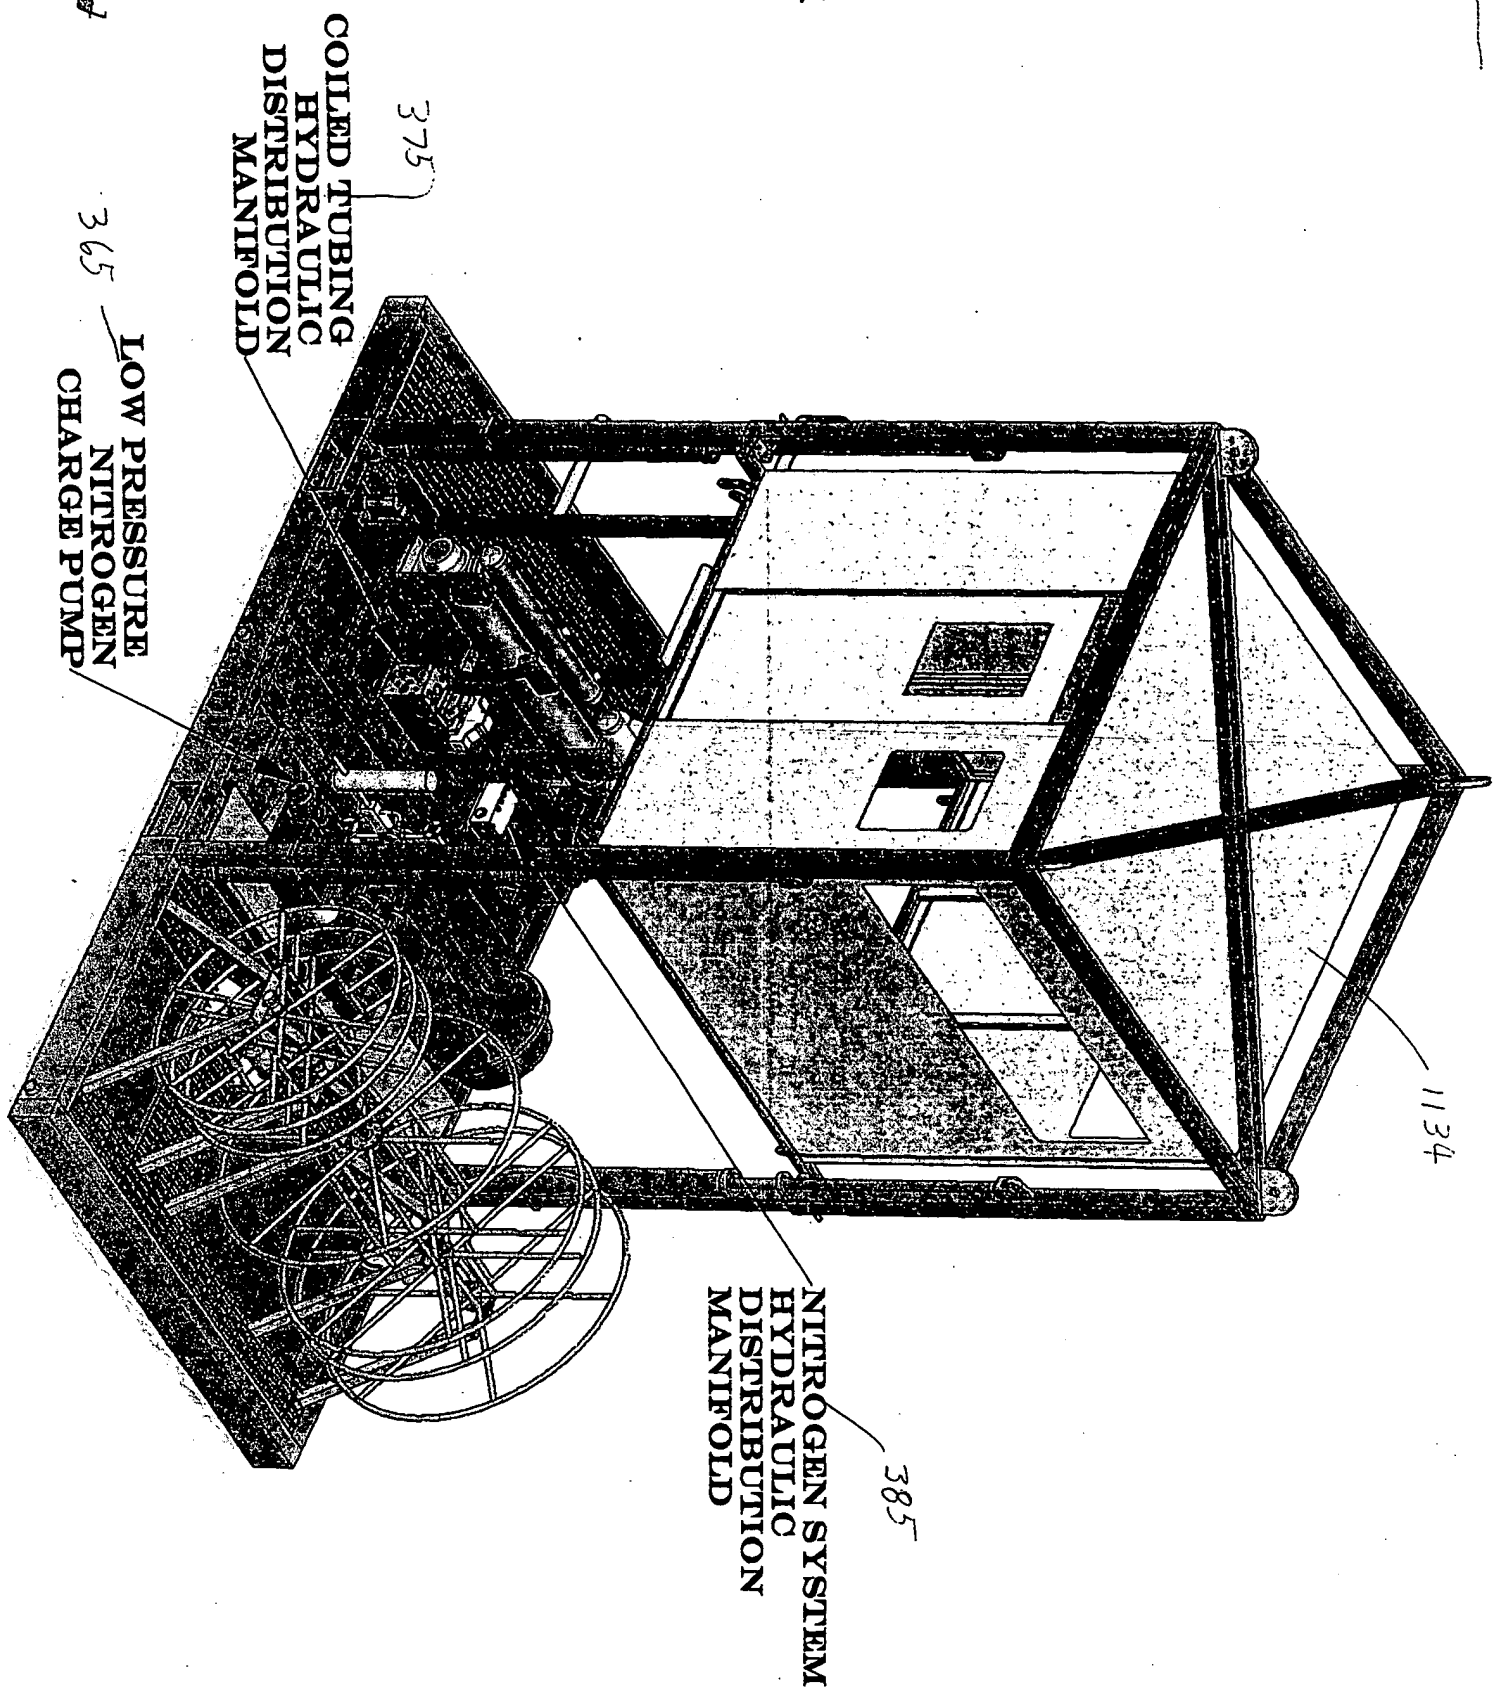 375
COILED TUBING
HYDRAULIC
DISTRIBUTION
MANIFOLD
365
LOW PRESSURE
NITROGEN
CHARGE PUMP
1134
385
NITROGEN SYSTEM
HYDRAULIC
DISTRIBUTION
MANIFOLD